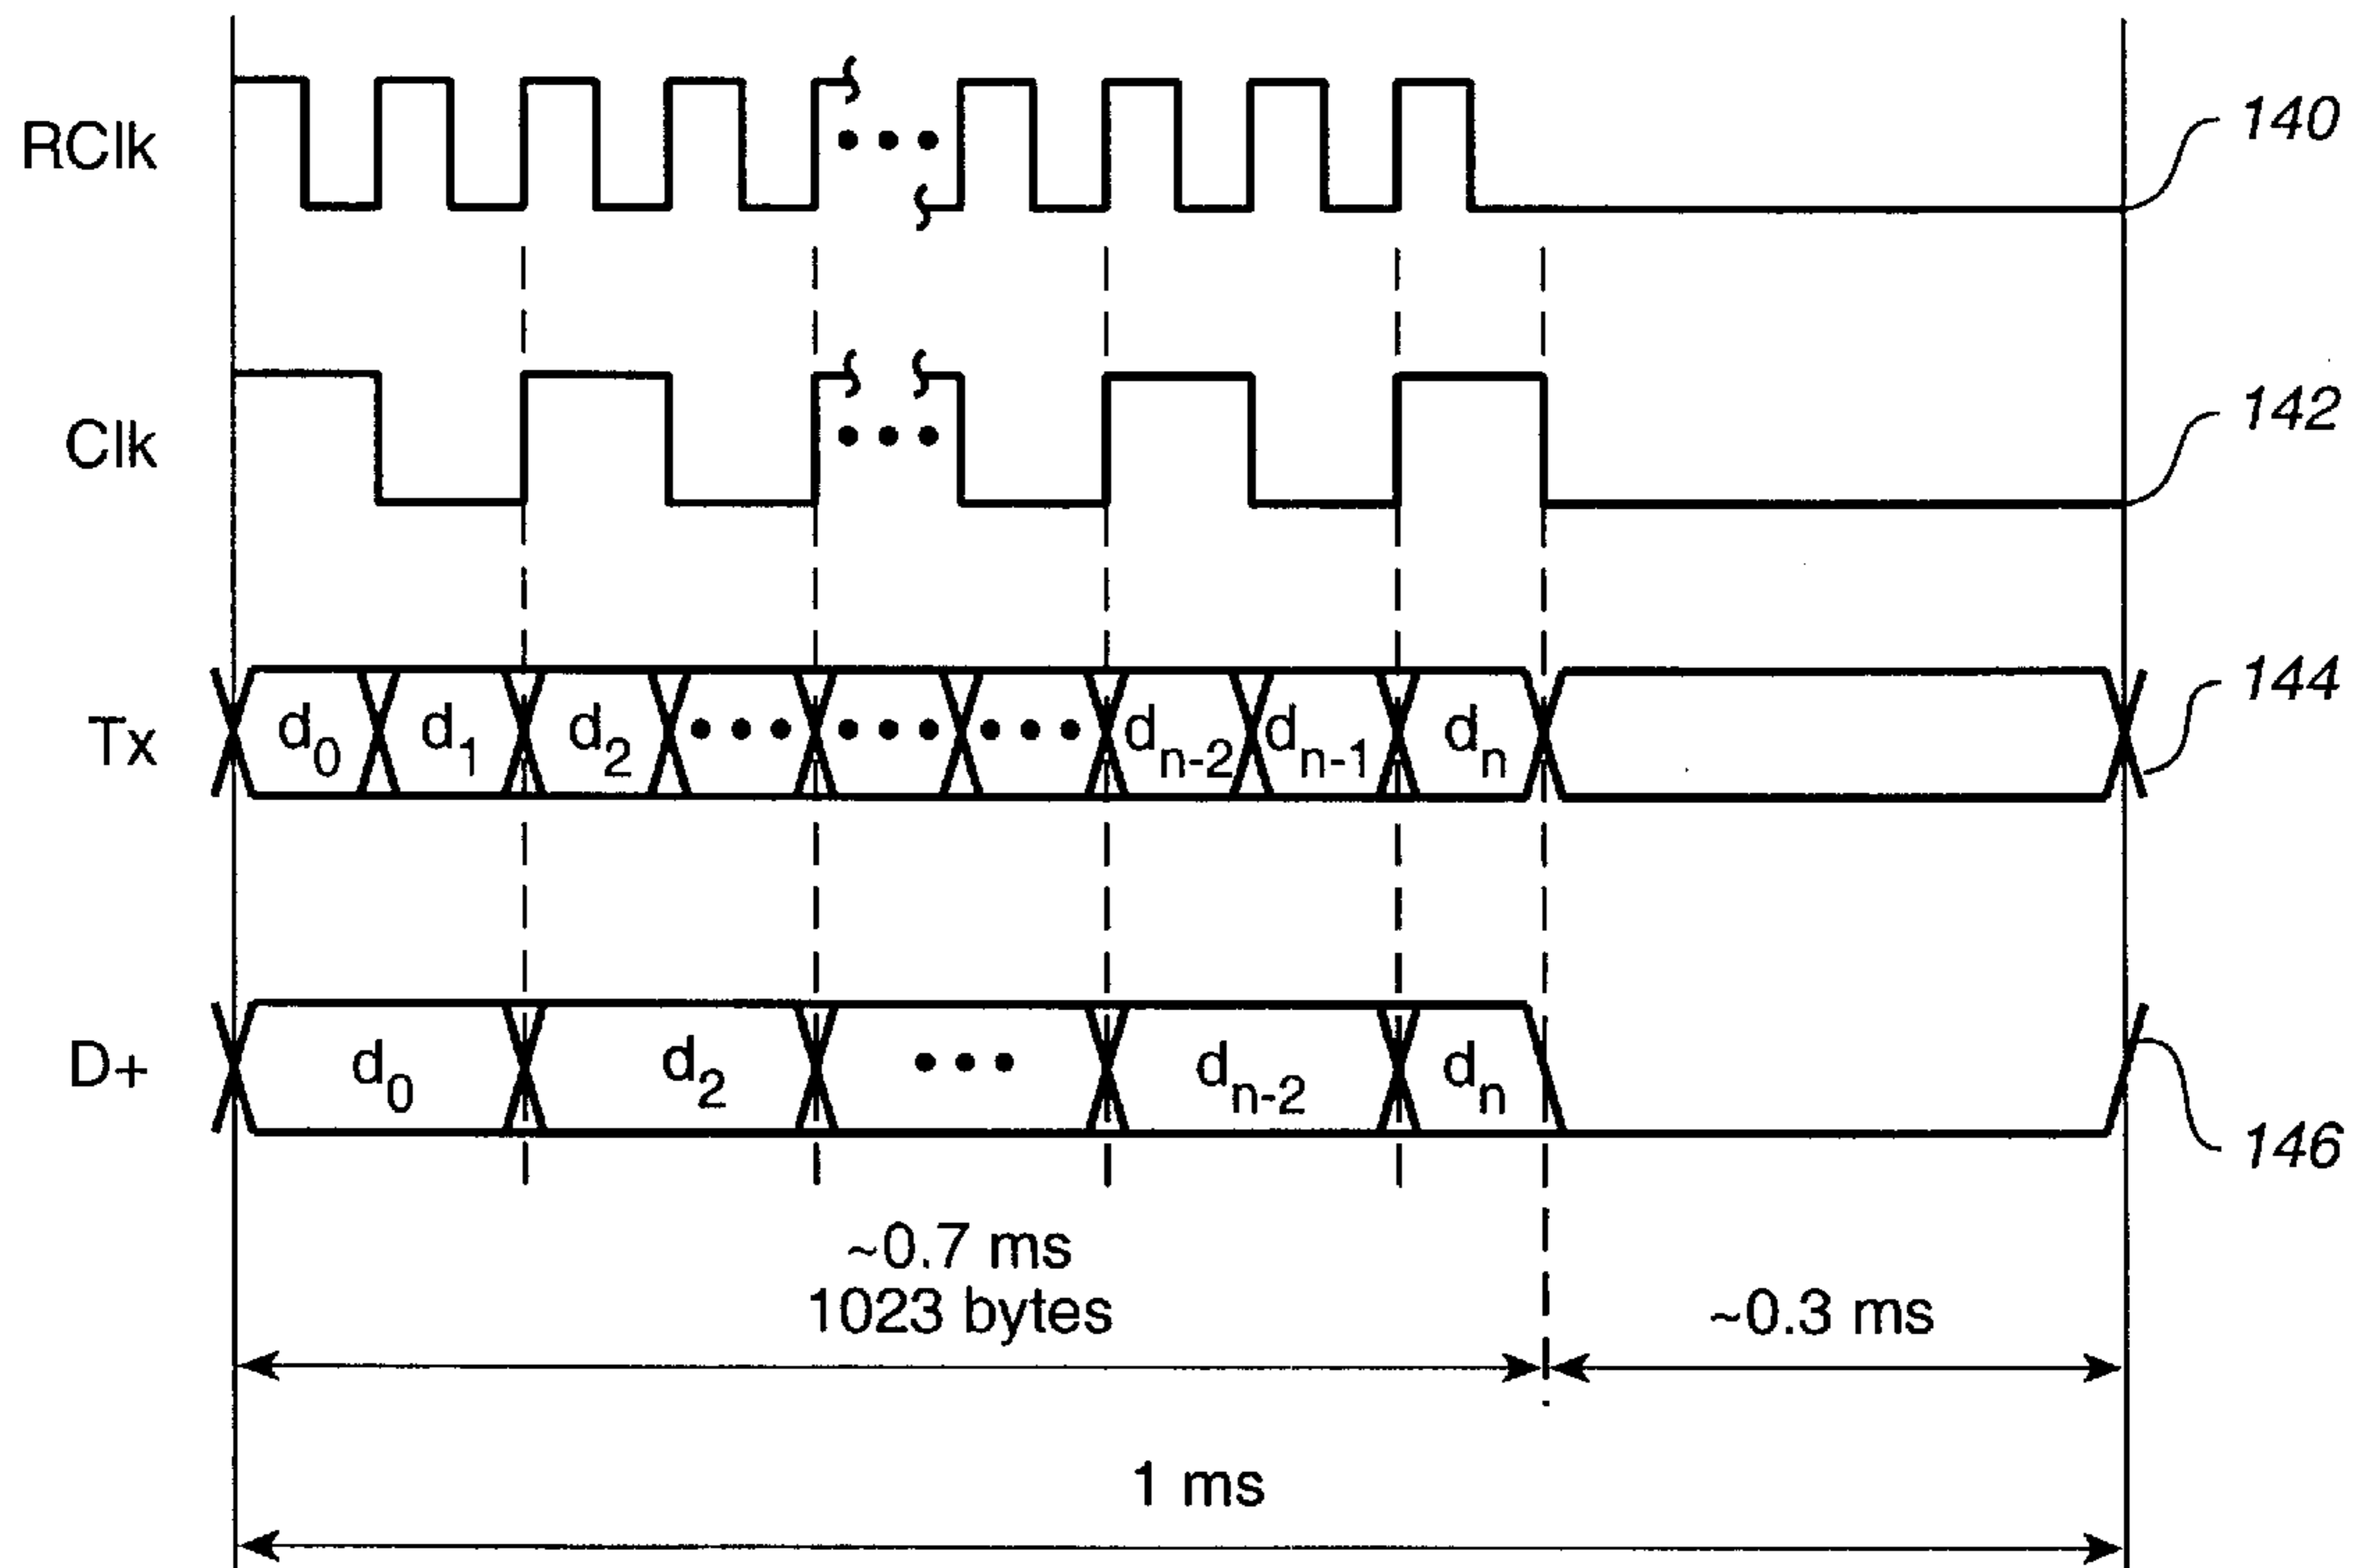 RClk
140
Clk
142
Tx d0 d1 d2 ••• ••• ••• dn-2 dn-1 dn
144
D+ d0 d2 ••• dn-2 dn
146
~0.7 ms
1023 bytes
~0.3 ms
1 ms